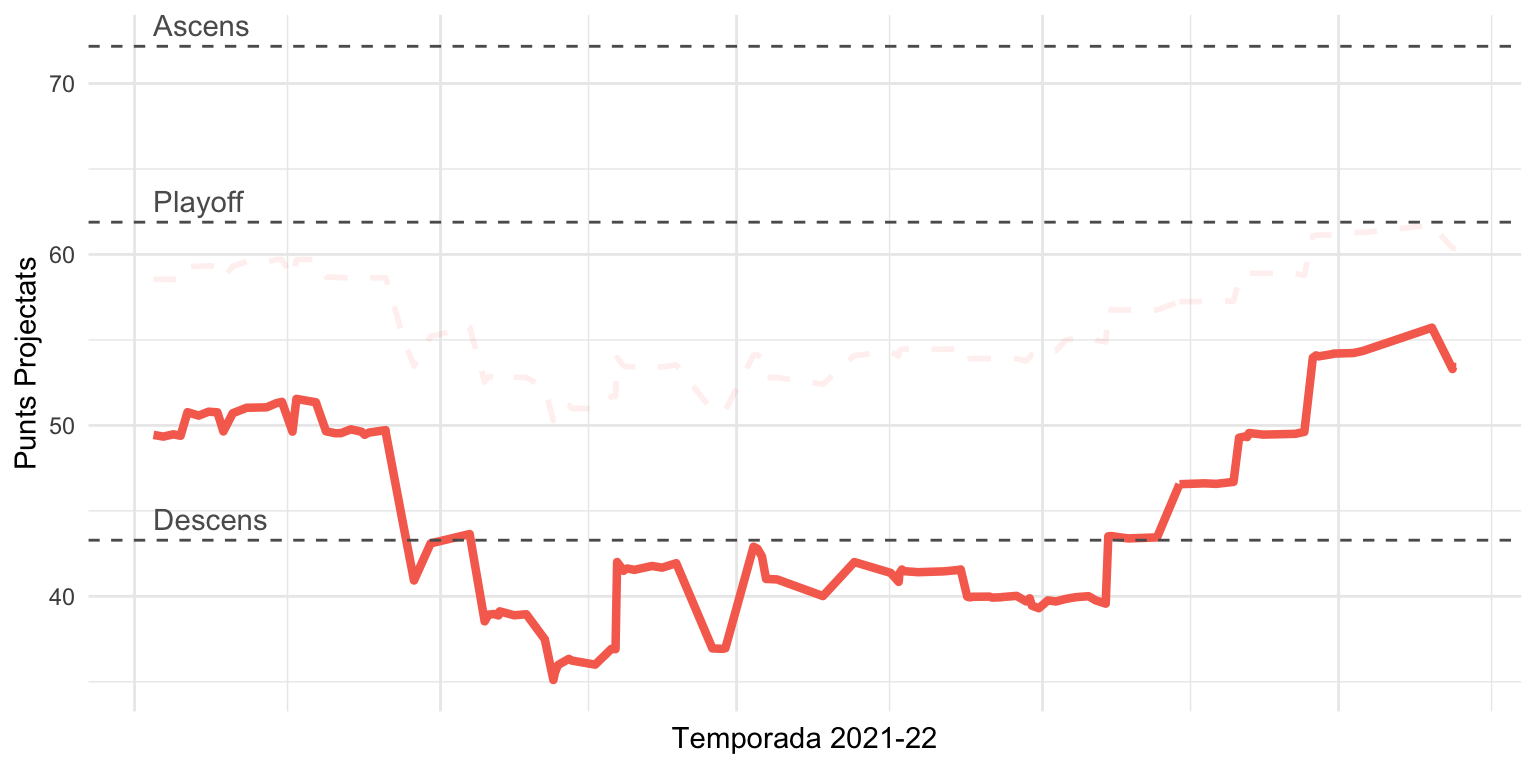 Ascens
70
Playoff
60
50
Descens
40
Punts Projectats
Temporada 2021-22